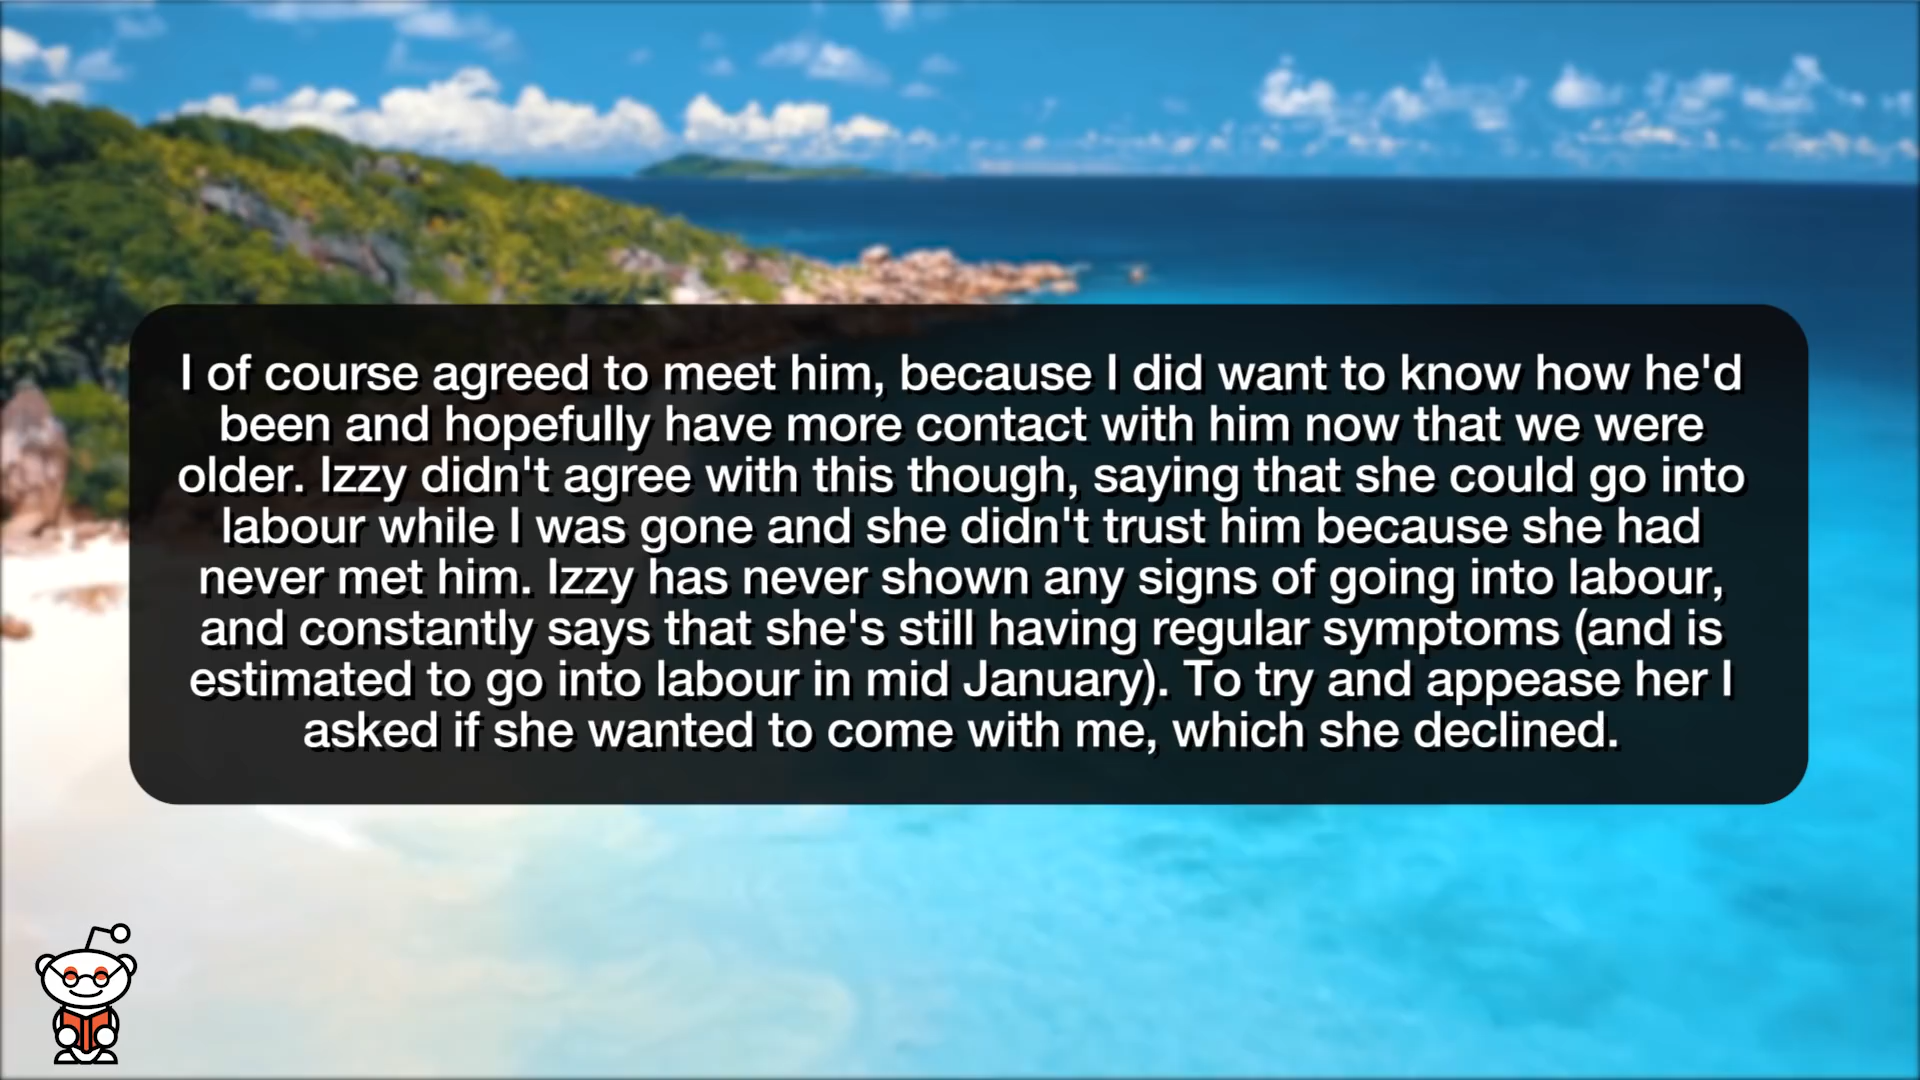 I of course agreed to meet him, because I did want to know how he'd
been and hopefully have more contact with him now that we were
older. Izzy didn't agree with this though, saying that she could go into
labour while I was gone and she didn't trust him because she had
never met him. Izzy has never shown any signs of going into labour,
and constantly says that she's still having regular symptoms (and is
estimated to go into labour in mid January). To try and appease her I
asked if she wanted to come with me, which she declined.